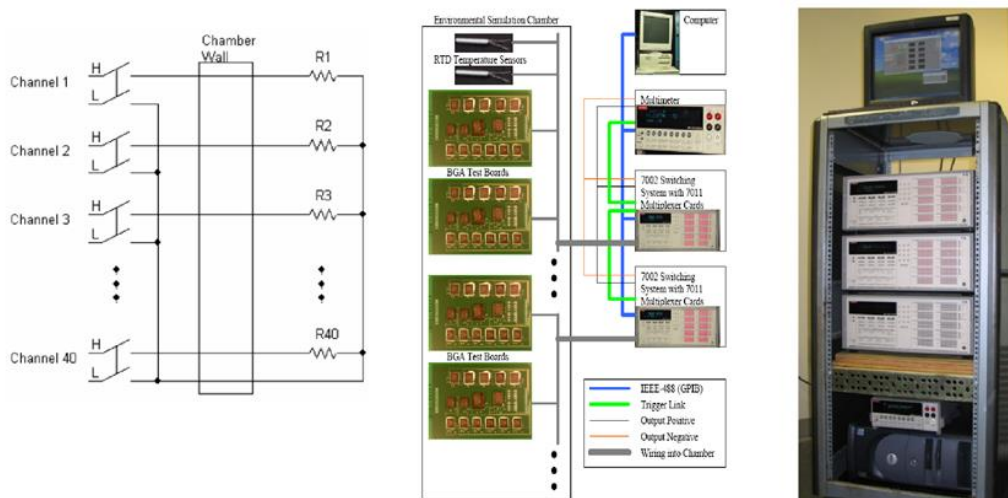 Chamber
Wall
Channel 1
H
L
R1
Channel 2
H
L
R2
Channel 3
H
L
R3
Channel 40
H
L
R40
Environmental Simulation Chamber
RTD Temperature Sensors
BGA Test Boards
BGA Test Boards
Computer
Multimeter
7002 Switching
System with 7011
Multiplexer Cards
7002 Switching
System with 7011
Multiplexer Cards
IEEE-488 (GPIB)
Trigger Link
Output Positive
Output Negative
Wiring into Chamber